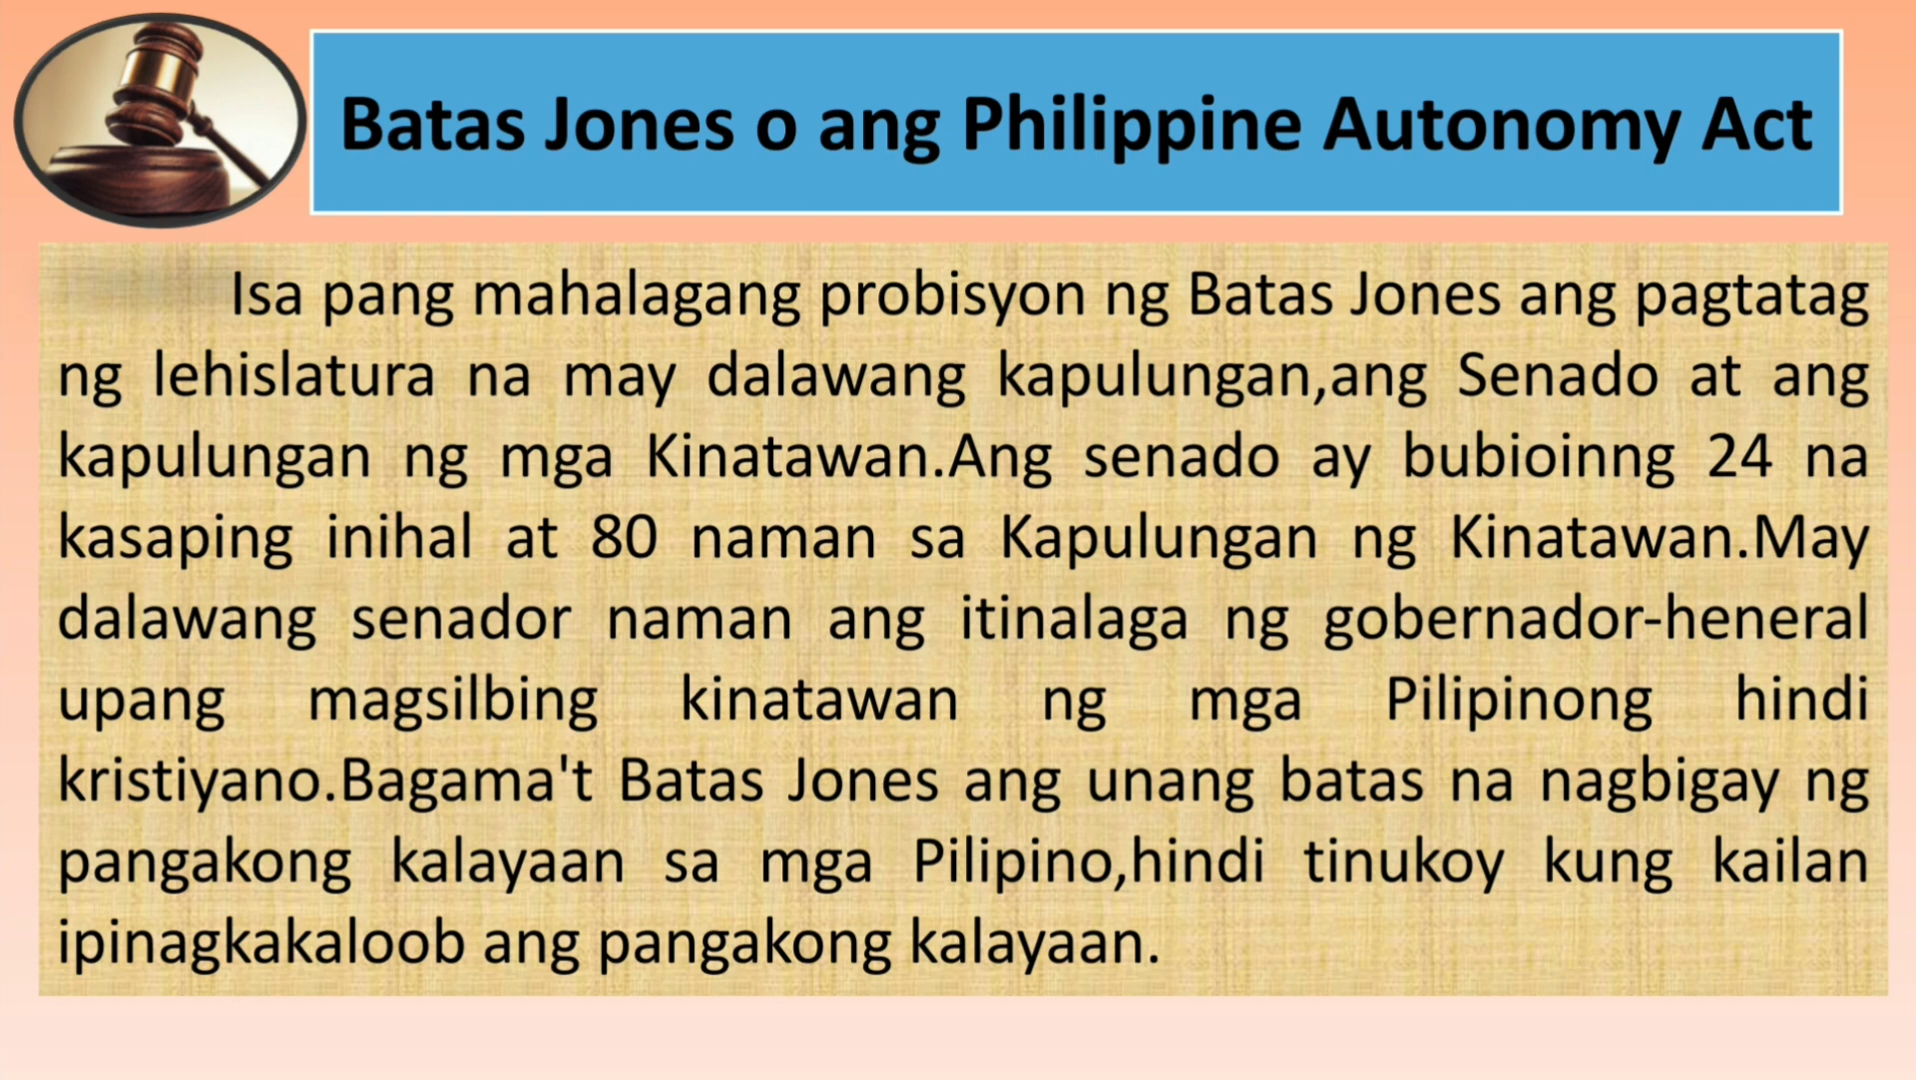 Batas Jones o ang Philippine Autonomy Act
Isa pang mahalagang probisyon ng Batas Jones ang pagtatag
ng lehislatura na may dalawang kapulungan,ang Senado at ang
kapulungan ng mga Kinatawan.Ang senado ay bubioinng 24 na
kasaping inihal at 80 naman sa Kapulungan ng Kinatawan.May
dalawang senador naman ang itinalaga ng gobernador-heneral
upang magsilbing kinatawan ng mga Pilipinong hindi
kristiyano.Bagama't Batas Jones ang unang batas na nagbigay ng
pangakong kalayaan sa mga Pilipino,hindi tinukoy kung kailan
ipinagkakaloob ang pangakong kalayaan.